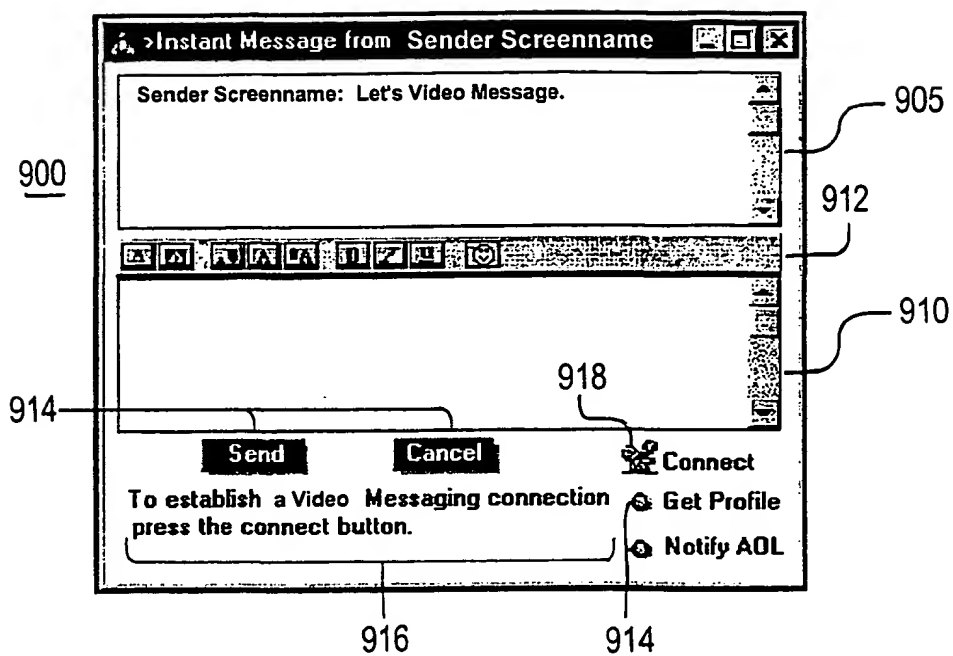 >Instant Message from Sender Screenname
Sender Screenname: Let's Video Message.
905
900
912
910
918
914
Send
Cancel
Connect
To establish a Video Messaging connection
press the connect button.
Get Profile
Notify AOL
916
914